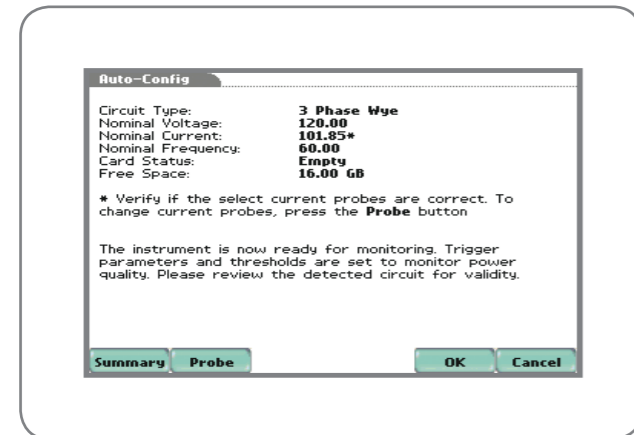 Auto-Config
Circuit Type: 3 Phase Wye
Nominal Voltage: 120.00
Nominal Current: 101.85*
Nominal Frequency: 60.00
Card Status: Empty
Free Space: 16.00 GB
* Verify if the select current probes are correct. To
change current probes, press the Probe button
The instrument is now ready for monitoring. Trigger
parameters and thresholds are set to monitor power
quality. Please review the detected circuit for validity.
Summary Probe OK Cancel